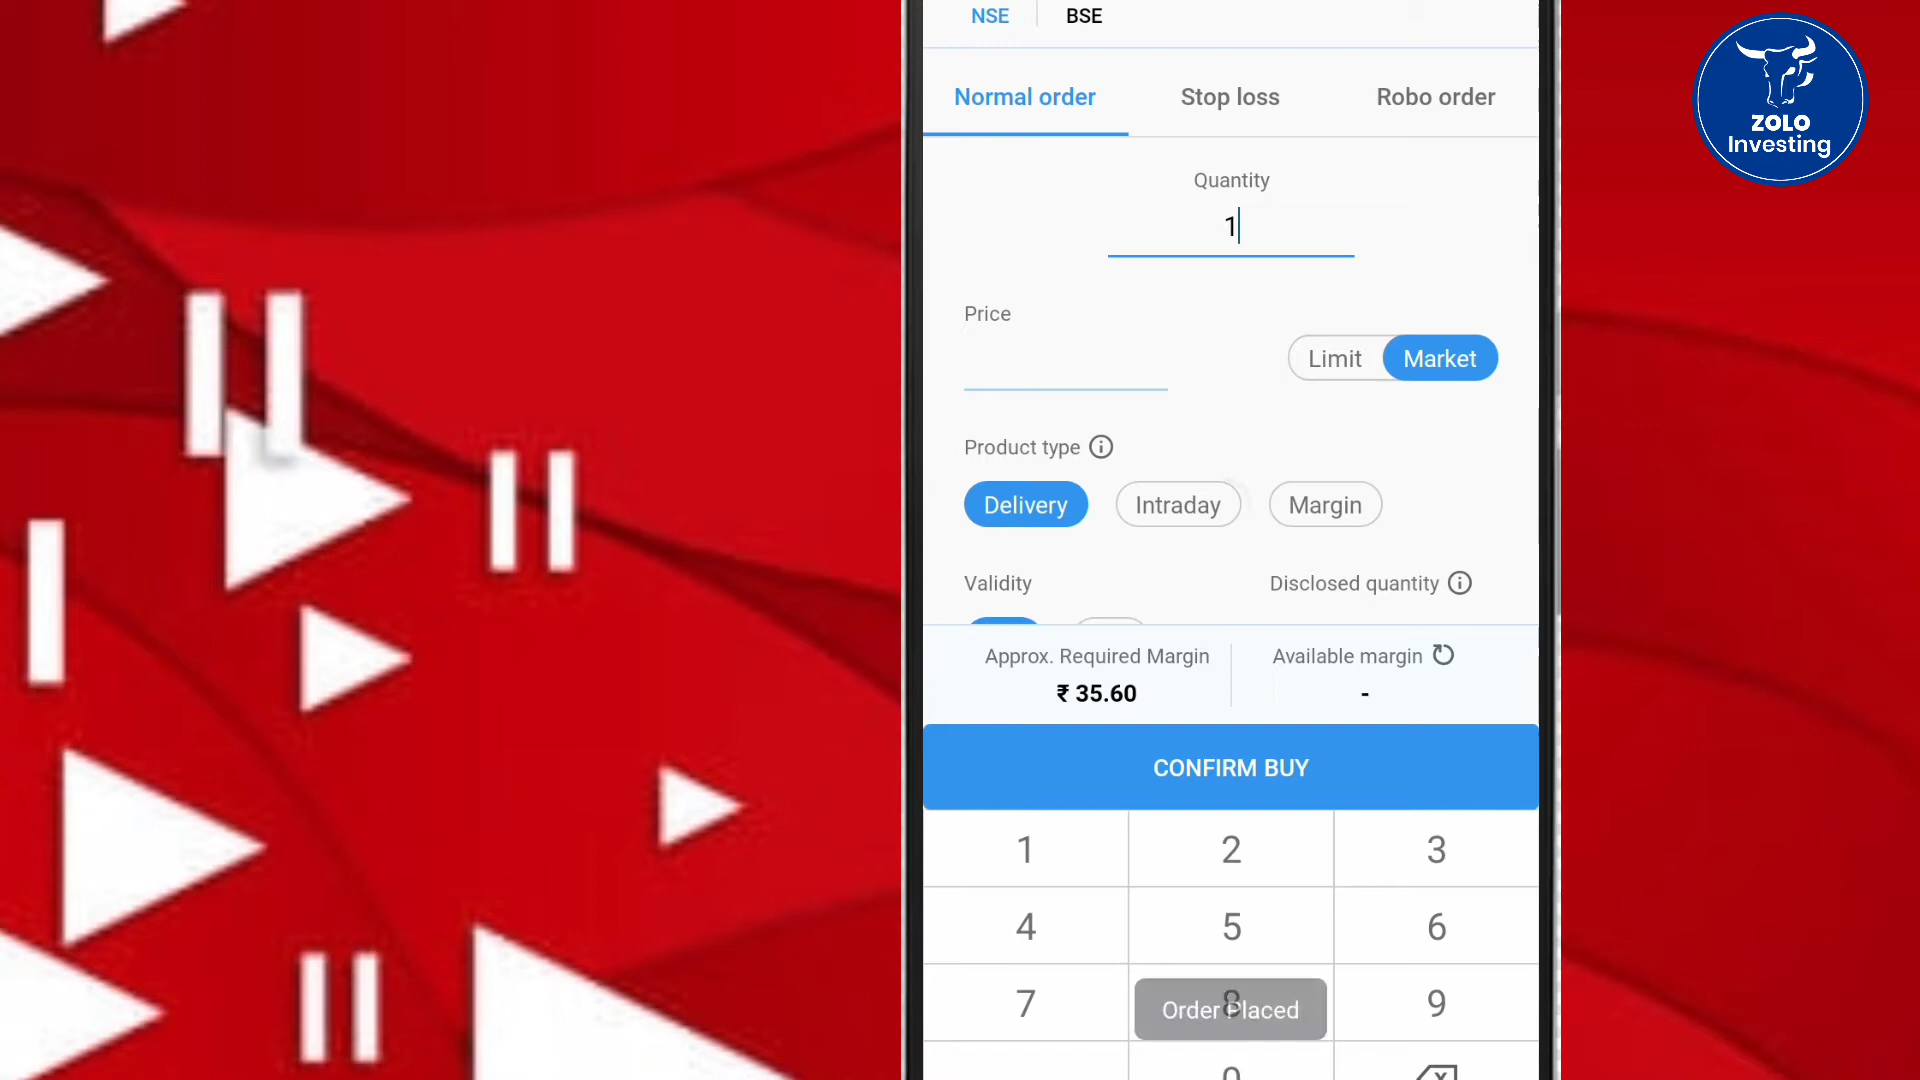 NSE BSE
Normal order Stop loss Robo order
Quantity
1
Price
Limit Market
Product type
Delivery Intraday Margin
Validity Disclosed quantity
Approx. Required Margin Available margin
₹ 35.60 -
CONFIRM BUY
1 2 3
4 5 6
7 8 9
Order Placed
0
ZOLO
Investing